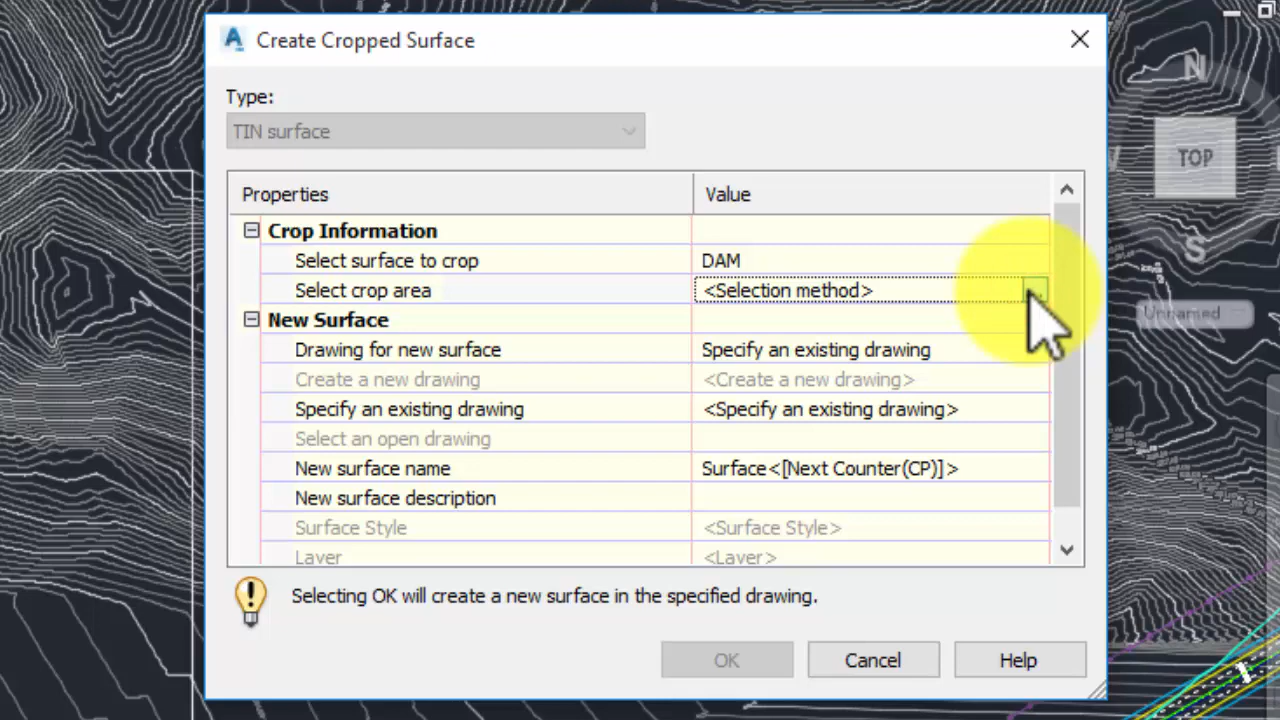 Create Cropped Surface
Type:
TIN surface
Properties Value
Crop Information
Select surface to crop DAM
Select crop area <Selection method>
New Surface
Drawing for new surface Specify an existing drawing
Create a new drawing <Create a new drawing>
Specify an existing drawing <Specify an existing drawing>
Select an open drawing
New surface name Surface<[Next Counter(CP)]>
New surface description
Surface Style <Surface Style>
Layer <Layer>
Selecting OK will create a new surface in the specified drawing.
OK Cancel Help
N
TOP
S
Unnamed